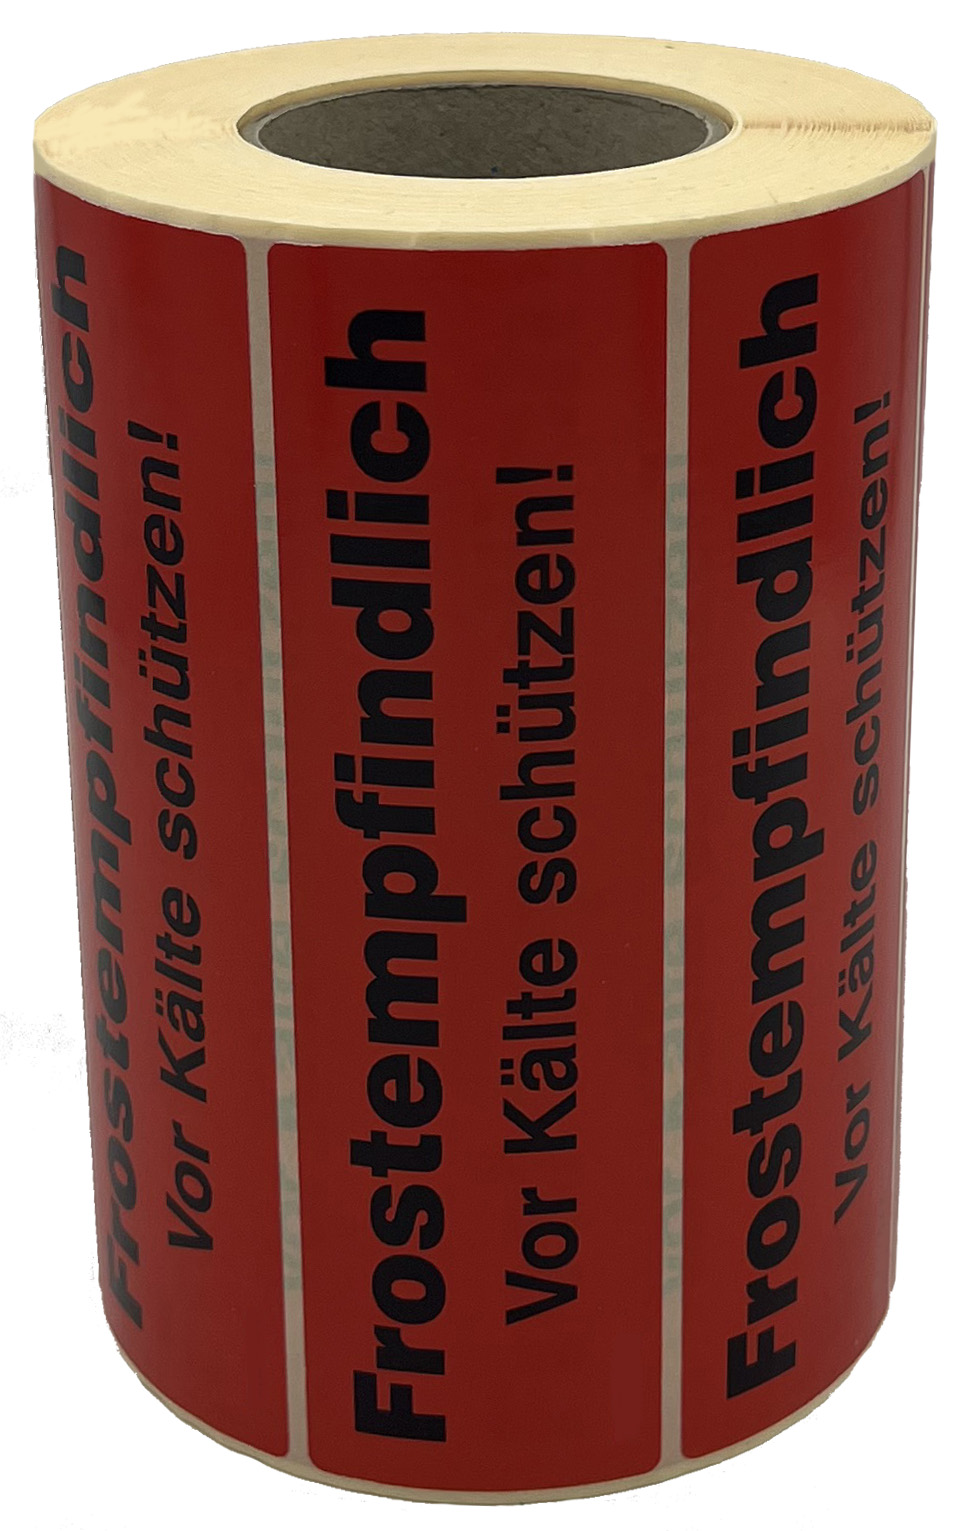 Frostempfindlich
Vor Kälte schützen!
Frostempfindlich
Vor Kälte schützen!
Frostempfindlich
Vor Kälte schützen!